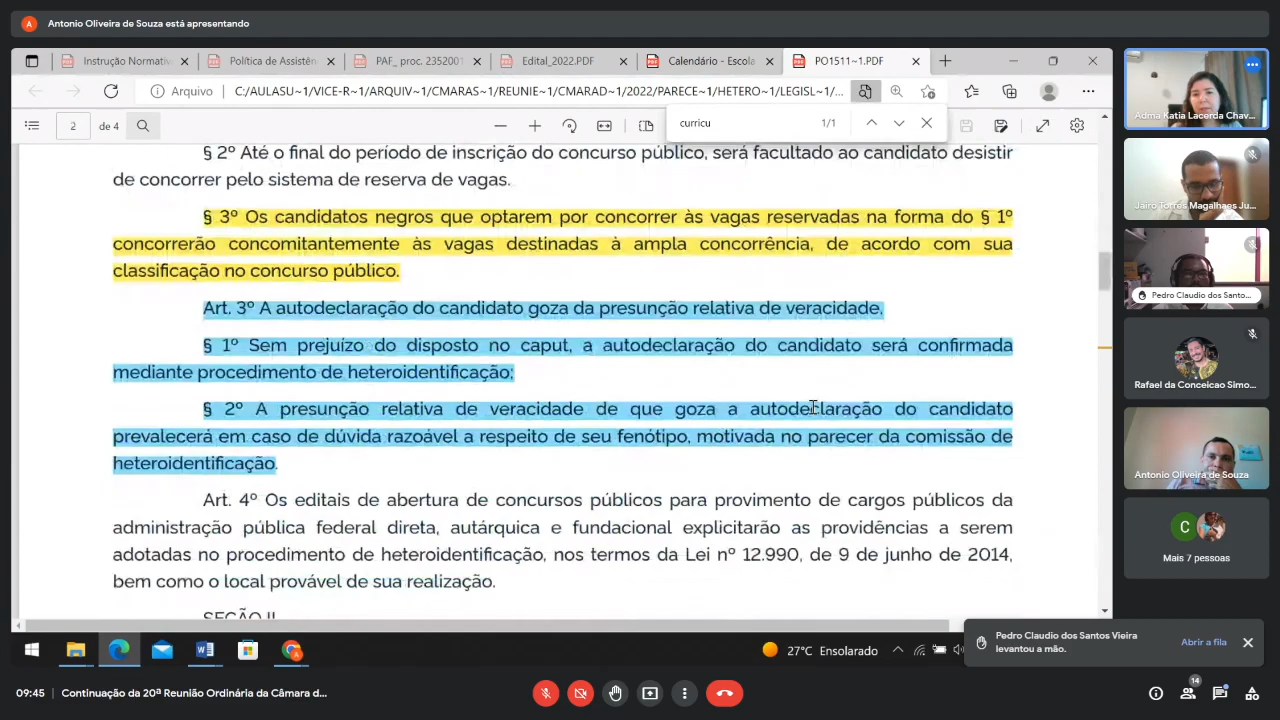 A Antonio Oliveira de Souza está apresentando
Instrução Normativ
Política de Assistên
PAF_ proc. 2352001
Edital_2022.PDF
Calendário - Escola
PO1511~1.PDF
Arquivo C:/AULASU~1/VICE-R~1/ARQUIV~1/CMARAS~1/REUNIE~1/CMARAD~1/2022/PARECE~1/HETERO~1/LEGISL~1/...
curricu 1/1
2 de 4
§ 2º Até o final do período de inscrição do concurso público, será facultado ao candidato desistir
de concorrer pelo sistema de reserva de vagas.
§ 3º Os candidatos negros que optarem por concorrer às vagas reservadas na forma do § 1º
concorrerão concomitantemente às vagas destinadas à ampla concorrência, de acordo com sua
classificação no concurso público.
Art. 3º A autodeclaração do candidato goza da presunção relativa de veracidade.
§ 1º Sem prejuízo do disposto no caput, a autodeclaração do candidato será confirmada
mediante procedimento de heteroidentificação;
§ 2º A presunção relativa de veracidade de que goza a autodeclaração do candidato
prevalecerá em caso de dúvida razoável a respeito de seu fenótipo, motivada no parecer da comissão de
heteroidentificação.
Art. 4º Os editais de abertura de concursos públicos para provimento de cargos públicos da
administração pública federal direta, autárquica e fundacional explicitarão as providências a serem
adotadas no procedimento de heteroidentificação, nos termos da Lei nº 12.990, de 9 de junho de 2014,
bem como o local provável de sua realização.
SEÇÃO II
Adma Katia Lacerda Chav...
Jairo Torres Magalhaes Ju...
Pedro Claudio dos Santo...
Rafael da Conceicao Simo...
Antonio Oliveira de Souza
C
Mais 7 pessoas
27°C Ensolarado
Pedro Claudio dos Santos Vieira
levantou a mão.
Abrir a fila
09:45 Continuação da 20ª Reunião Ordinária da Câmara d...
14